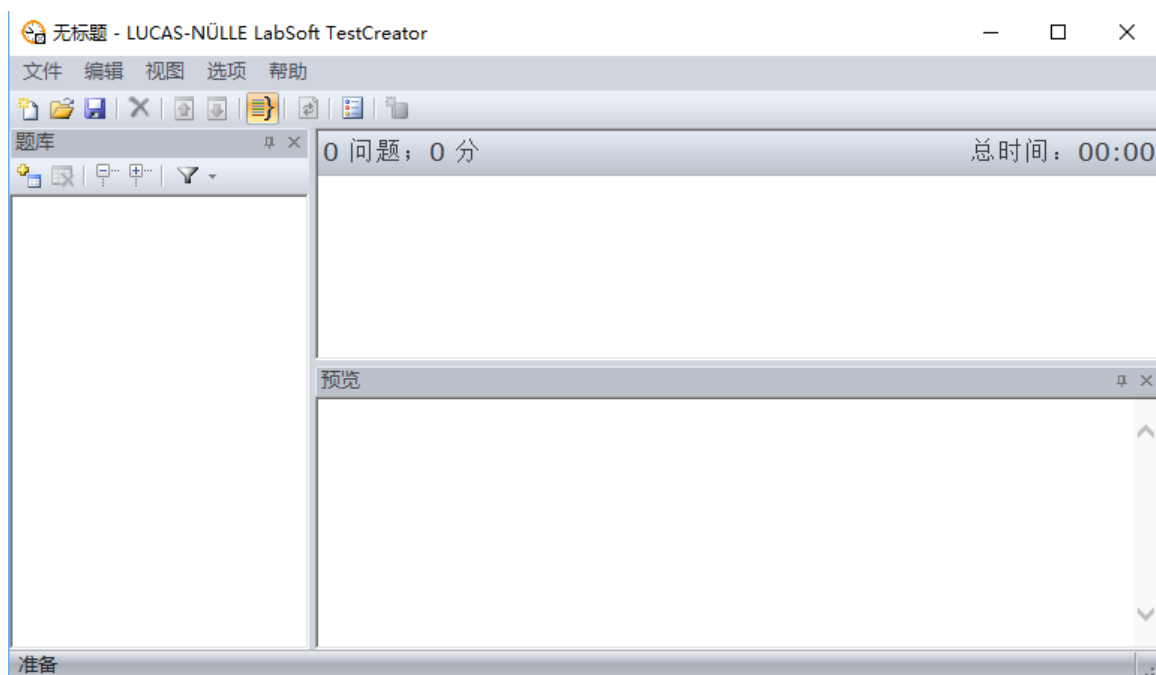 无标题 - LUCAS-NÜLLE LabSoft TestCreator
文件 编辑 视图 选项 帮助
题库
0 问题；0 分 总时间：00:00
预览
准备